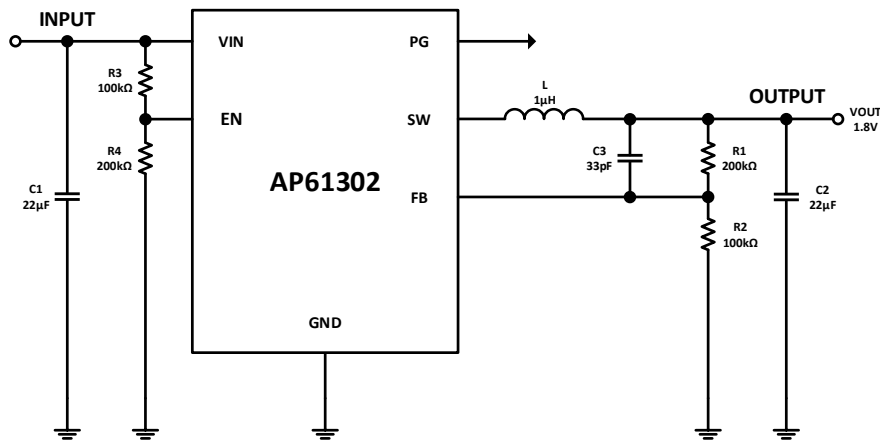 INPUT
VIN
PG
R3
100kΩ
L
1µH
EN
SW
OUTPUT
VOUT
1.8V
R4
200kΩ
C3
33pF
R1
200kΩ
AP61302
C1
22µF
FB
C2
22µF
R2
100kΩ
GND